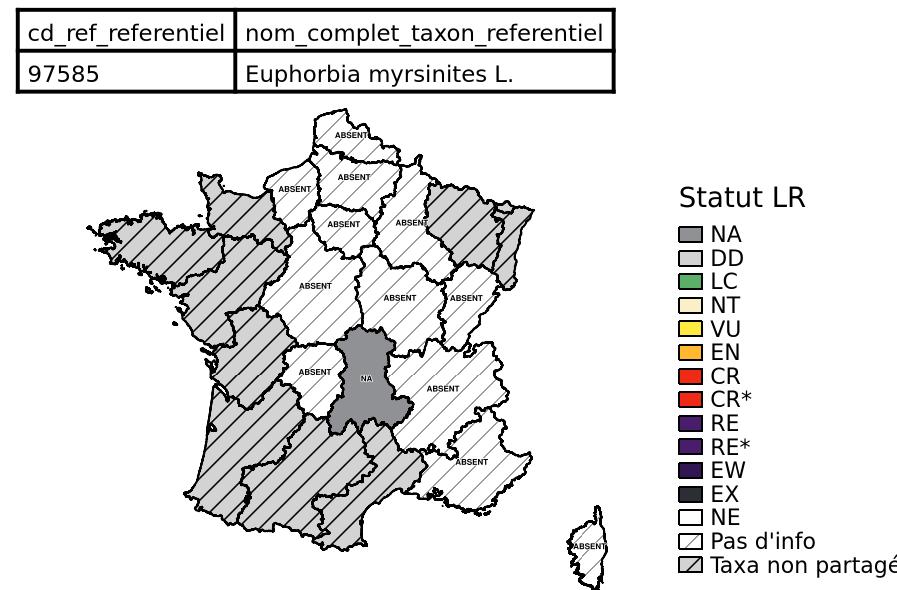 cd_ref_referentiel nom_complet_taxon_referentiel
97585 Euphorbia myrsinites L.
ABSENT
ABSENT
ABSENT
ABSENT
ABSENT
ABSENT
ABSENT
ABSENT
ABSENT
NA
ABSENT
ABSENT
ABSENT
Statut LR
NA
DD
LC
NT
VU
EN
CR
CR*
RE
RE*
EW
EX
NE
Pas d'info
Taxa non partagé